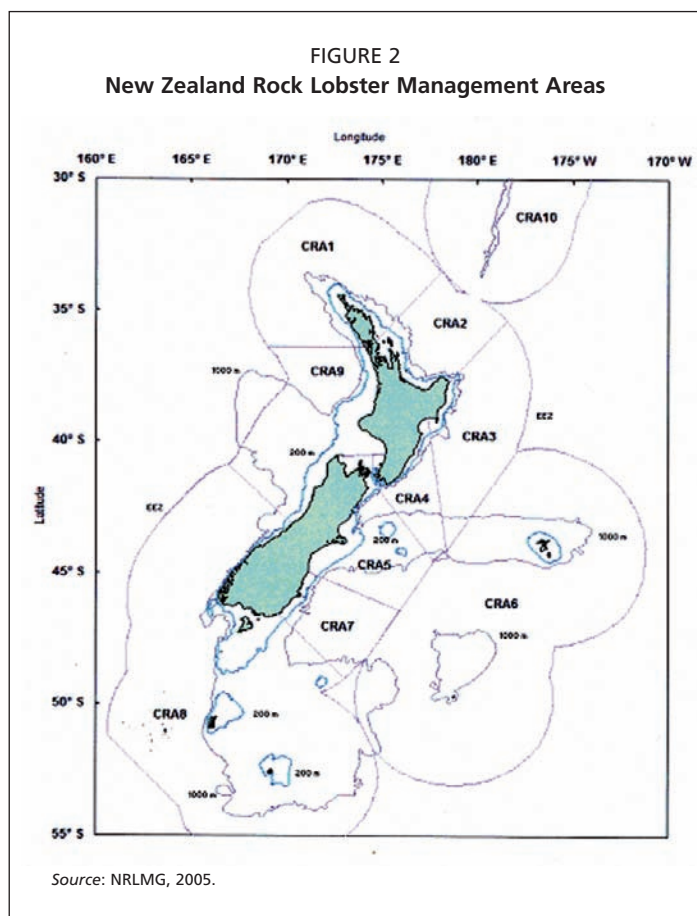 FIGURE 2
New Zealand Rock Lobster Management Areas
Longitude
160° E 165° E 170° E 175° E 180° E 175° W 170° W
30° S
CRA10
CRA1
35° S
CRA2
1000 m
CRA9
EEZ
CRA3
200 m
40° S
Latitude
CRA4
EEZ
200 m
1000 m
CRA5
45° S
CRA6
CRA7
1000 m
50° S
CRA8
200 m
200 m
1000 m
55° S
Source: NRLMG, 2005.